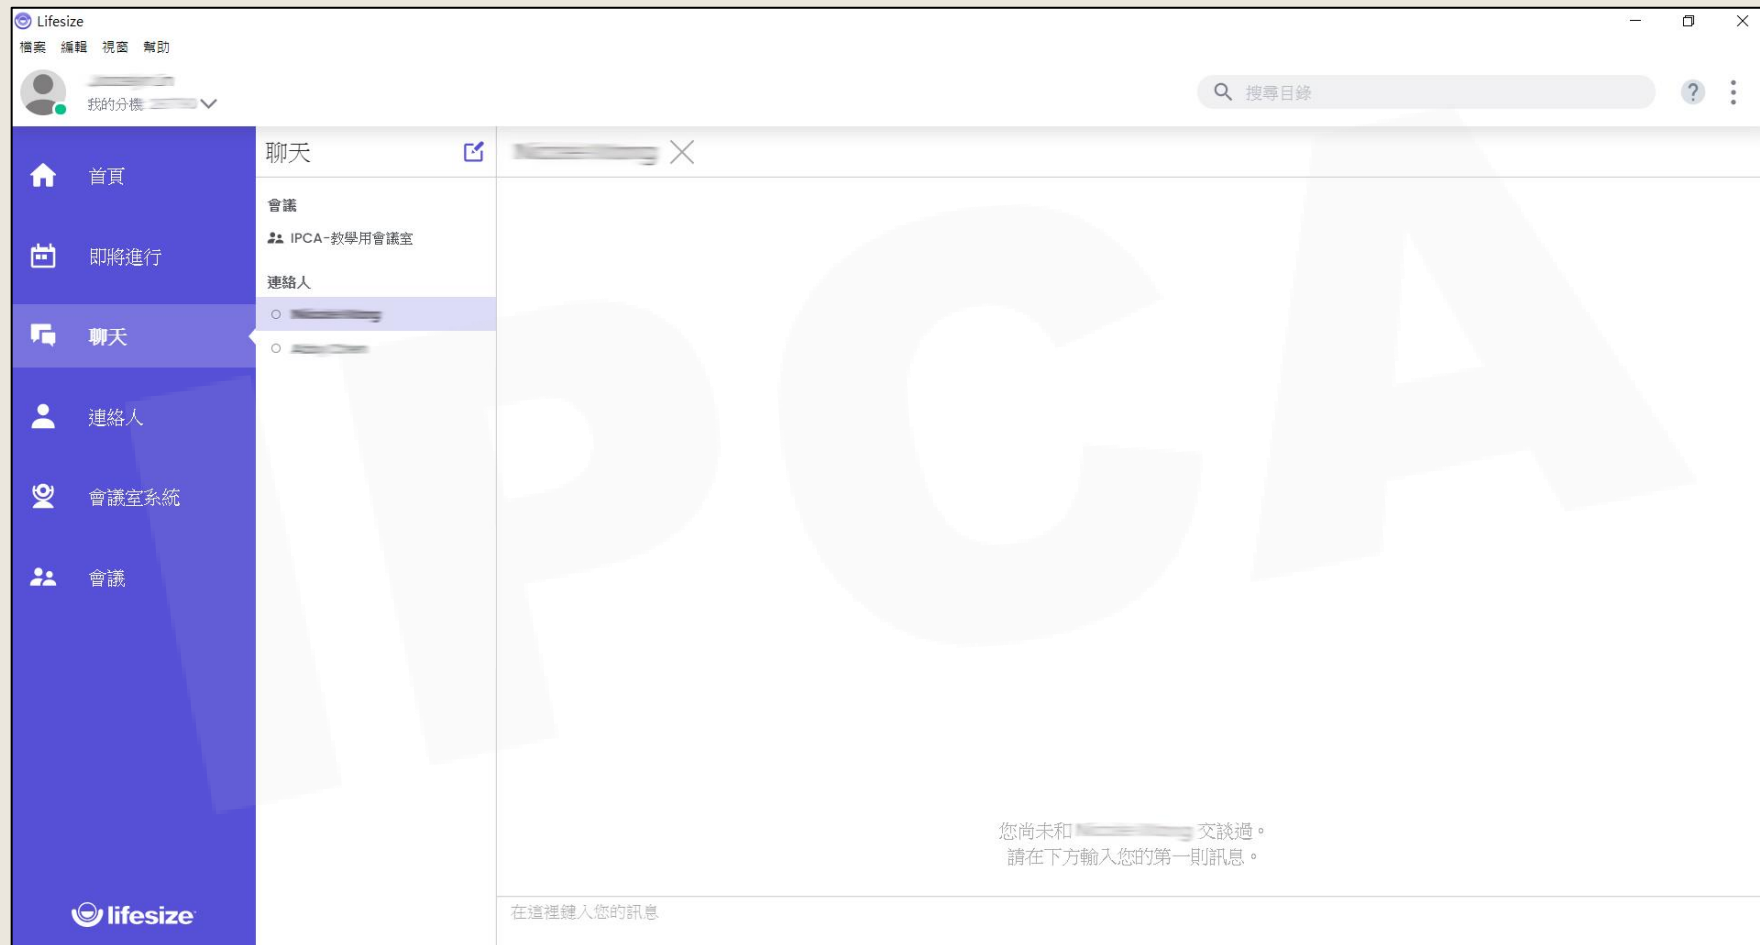 Lifesize
檔案 編輯 視窗 幫助
我的分機
搜尋目錄
?
首頁
即將進行
聊天
連絡人
會議室系統
會議
lifesize
聊天
會議
IPCA-教學用會議室
連絡人
您尚未和 交談過。
請在下方輸入您的第一則訊息。
在這裡鍵入您的訊息
IPCA